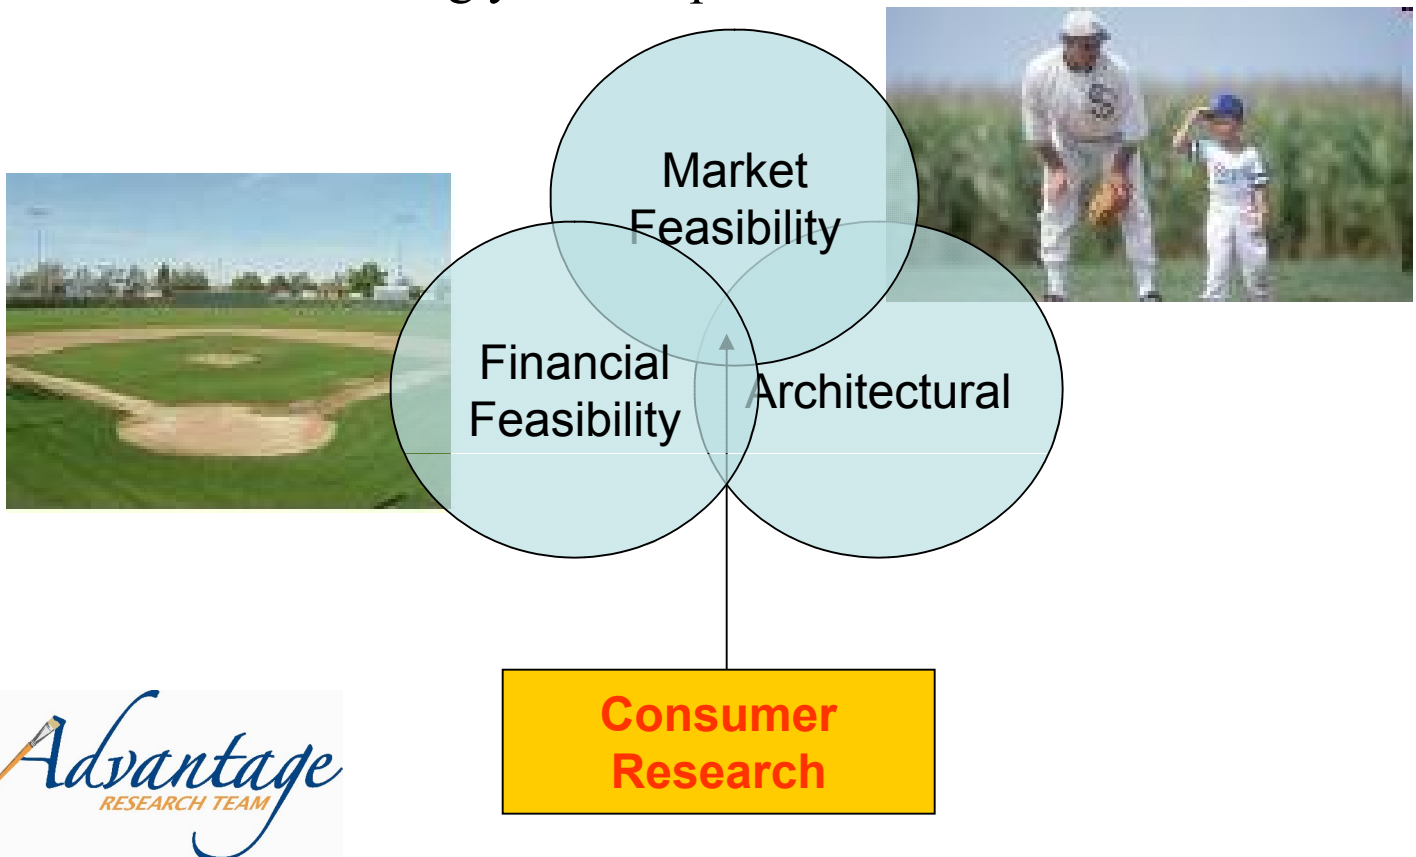 Market
Feasibility
Financial
Feasibility
Architectural
Consumer
Research
Advantage
RESEARCH TEAM